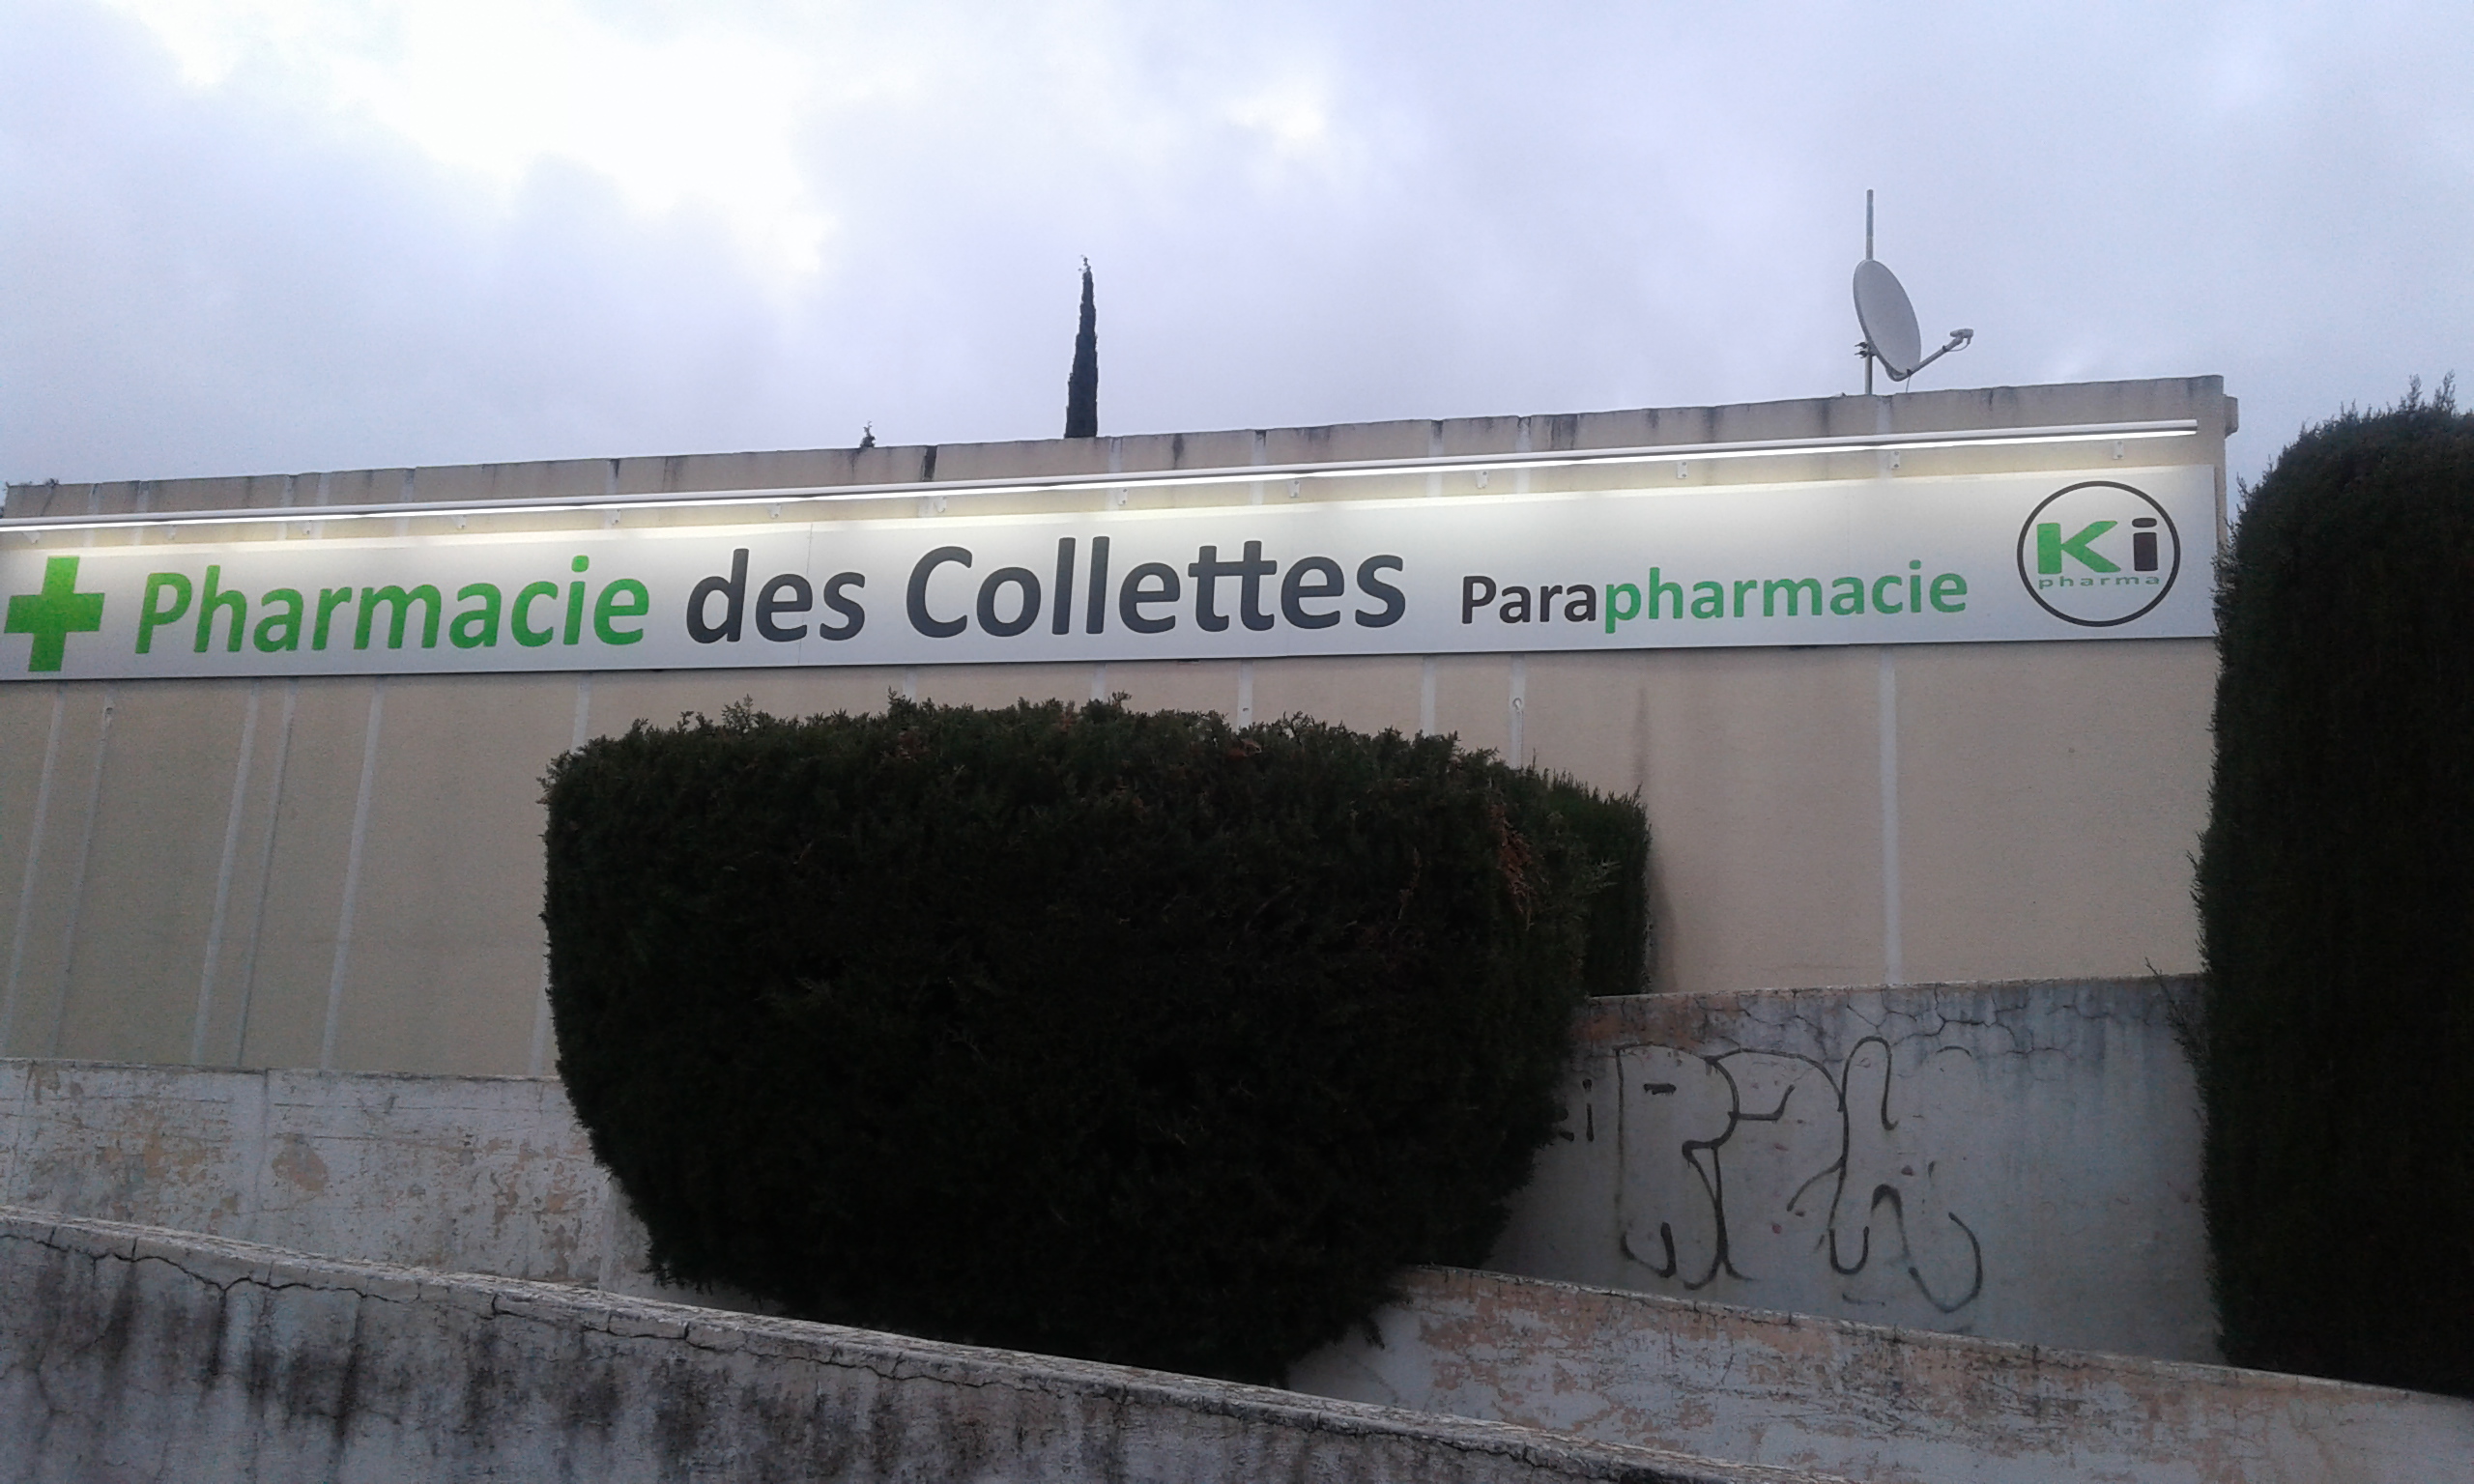 Pharmacie des Collettes Parapharmacie
Ki
pharma